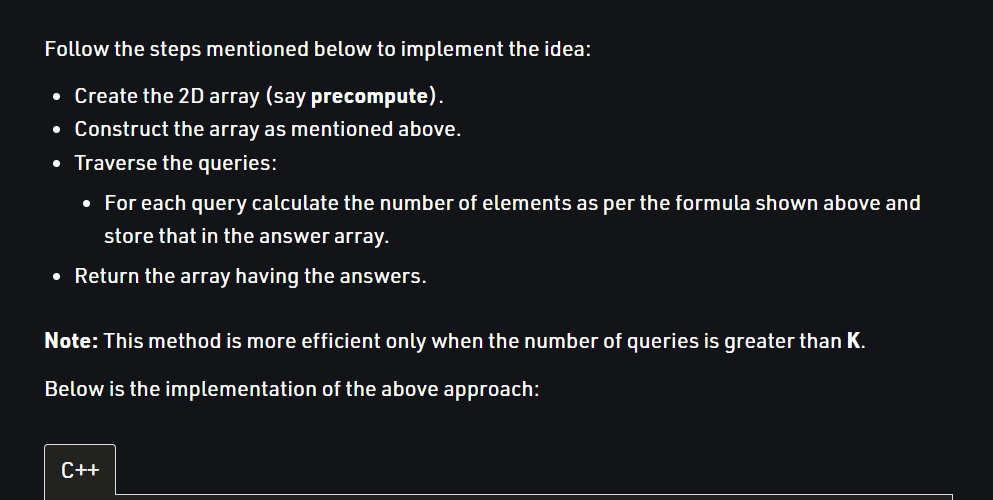 Follow the steps mentioned below to implement the idea:
• Create the 2D array (say precompute).
• Construct the array as mentioned above.
• Traverse the queries:
• For each query calculate the number of elements as per the formula shown above and
store that in the answer array.
• Return the array having the answers.
Note: This method is more efficient only when the number of queries is greater than K.
Below is the implementation of the above approach:
C++